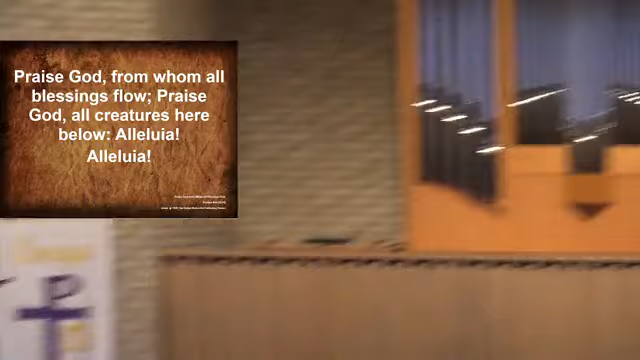 Praise God, from whom all
blessings flow; Praise
God, all creatures here
below: Alleluia!
Alleluia!